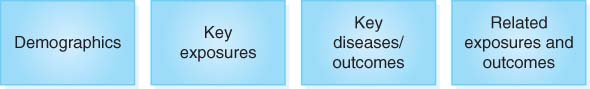 Demographics
Key
exposures
Key
diseases/
outcomes
Related
exposures and
outcomes